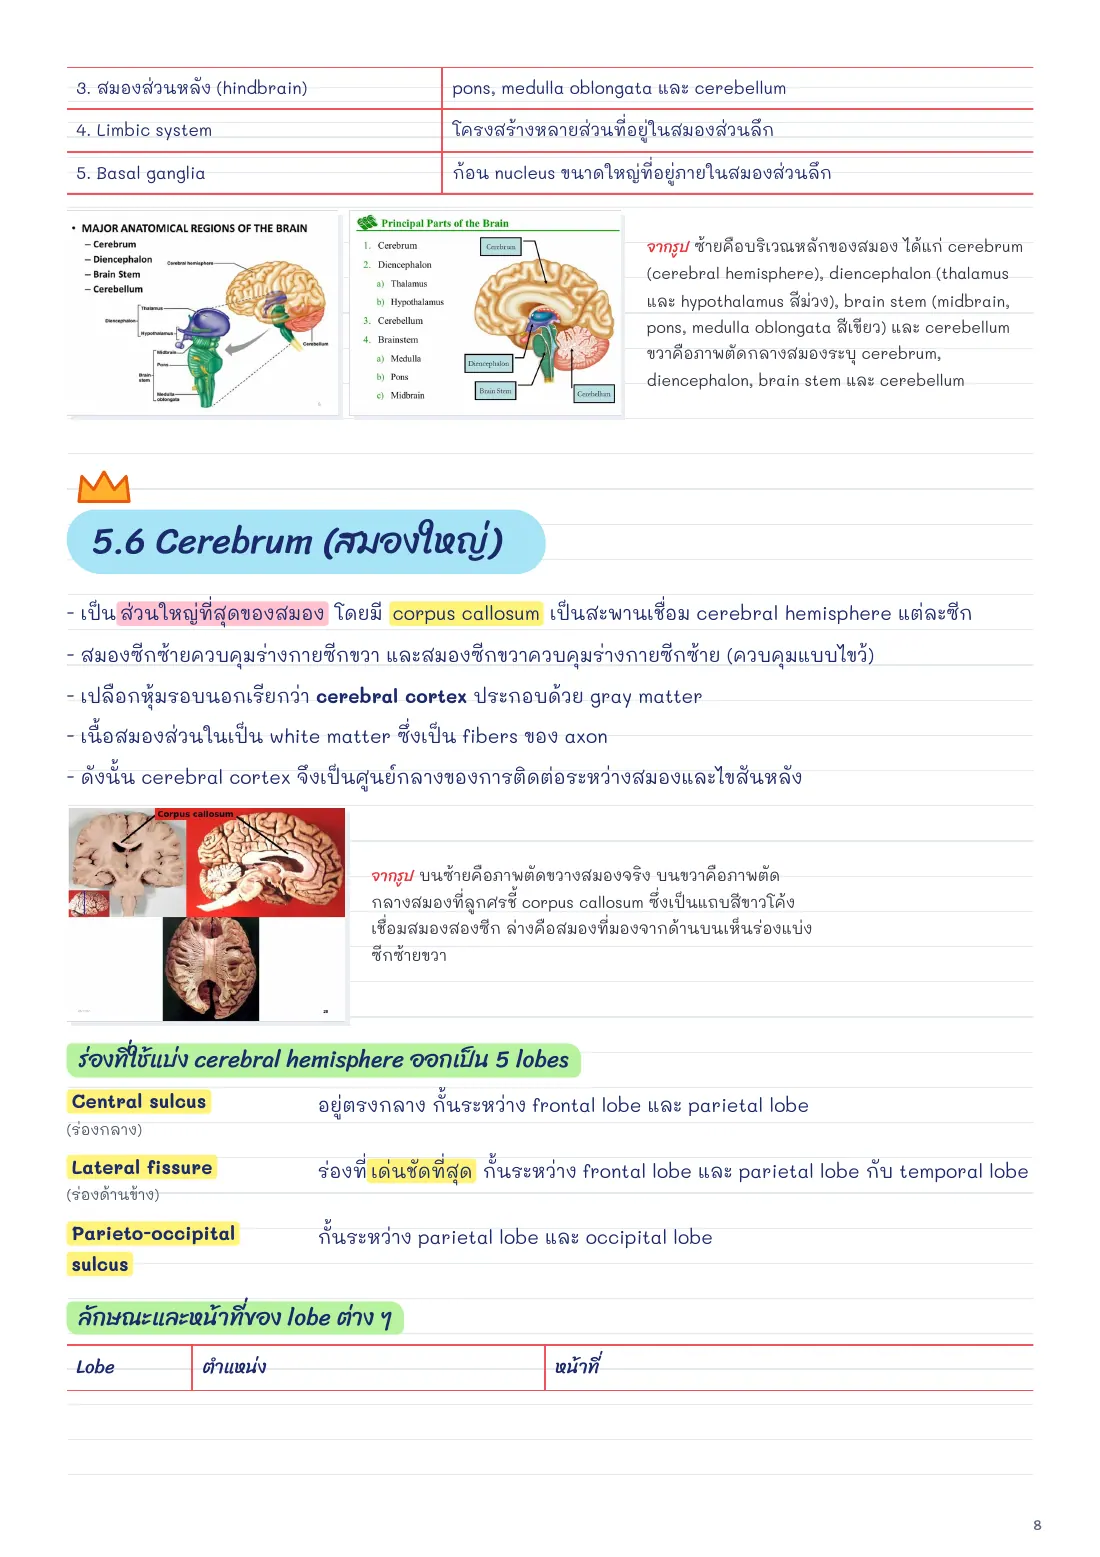 3. สมองส่วนหลัง (hindbrain)
pons, medulla oblongata และ cerebellum
4. Limbic system
โครงสร้างหลายส่วนที่อยู่ในสมองส่วนลึก
5. Basal ganglia
ก้อน nucleus ขนาดใหญ่ที่อยู่ภายในสมองส่วนลึก
• MAJOR ANATOMICAL REGIONS OF THE BRAIN
– Cerebrum
– Diencephalon
– Brain Stem
– Cerebellum
Cerebral hemisphere
Thalamus
Diencephalon
Hypothalamus
Midbrain
Pons
Brain stem
Medulla oblongata
Cerebellum
Principal Parts of the Brain
1. Cerebrum
2. Diencephalon
a) Thalamus
b) Hypothalamus
3. Cerebellum
4. Brainstem
a) Medulla
b) Pons
c) Midbrain
Cerebrum
Diencephalon
Brain Stem
Cerebellum
จากรูป ซ้ายคือบริเวณหลักของสมอง ได้แก่ cerebrum
(cerebral hemisphere), diencephalon (thalamus
และ hypothalamus สีม่วง), brain stem (midbrain,
pons, medulla oblongata สีเขียว) และ cerebellum
ขวาคือภาพตัดกลางสมองระบุ cerebrum,
diencephalon, brain stem และ cerebellum
5.6 Cerebrum (สมองใหญ่)
- เป็นส่วนใหญ่ที่สุดของสมอง โดยมี corpus callosum เป็นสะพานเชื่อม cerebral hemisphere แต่ละซีก
- สมองซีกซ้ายควบคุมร่างกายซีกขวา และสมองซีกขวาควบคุมร่างกายซีกซ้าย (ควบคุมแบบไขว้)
- เปลือกหุ้มรอบนอกเรียกว่า cerebral cortex ประกอบด้วย gray matter
- เนื้อสมองส่วนในเป็น white matter ซึ่งเป็น fibers ของ axon
- ดังนั้น cerebral cortex จึงเป็นศูนย์กลางของการติดต่อระหว่างสมองและไขสันหลัง
Corpus callosum
28
จากรูป บนซ้ายคือภาพตัดขวางสมองจริง บนขวาคือภาพตัด
กลางสมองที่ลูกศรชี้ corpus callosum ซึ่งเป็นแถบสีขาวโค้ง
เชื่อมสมองสองซีก ล่างคือสมองที่มองจากด้านบนเห็นร่องแบ่ง
ซีกซ้ายขวา
ร่องที่ใช้แบ่ง cerebral hemisphere ออกเป็น 5 lobes
Central sulcus
(ร่องกลาง)
อยู่ตรงกลาง กั้นระหว่าง frontal lobe และ parietal lobe
Lateral fissure
(ร่องด้านข้าง)
ร่องที่เด่นชัดที่สุด กั้นระหว่าง frontal lobe และ parietal lobe กับ temporal lobe
Parieto-occipital
sulcus
กั้นระหว่าง parietal lobe และ occipital lobe
ลักษณะและหน้าที่ของ lobe ต่าง ๆ
Lobe
ตำแหน่ง
หน้าที่
8